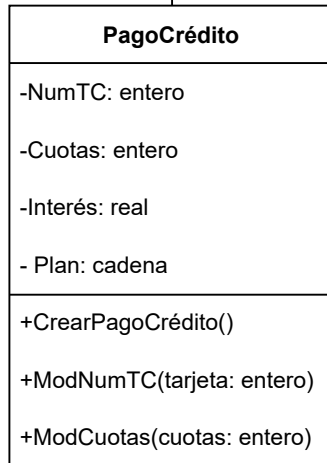 PagoCrédito
-NumTC: entero
-Cuotas: entero
-Interés: real
- Plan: cadena
+CrearPagoCrédito()
+ModNumTC(tarjeta: entero)
+ModCuotas(cuotas: entero)